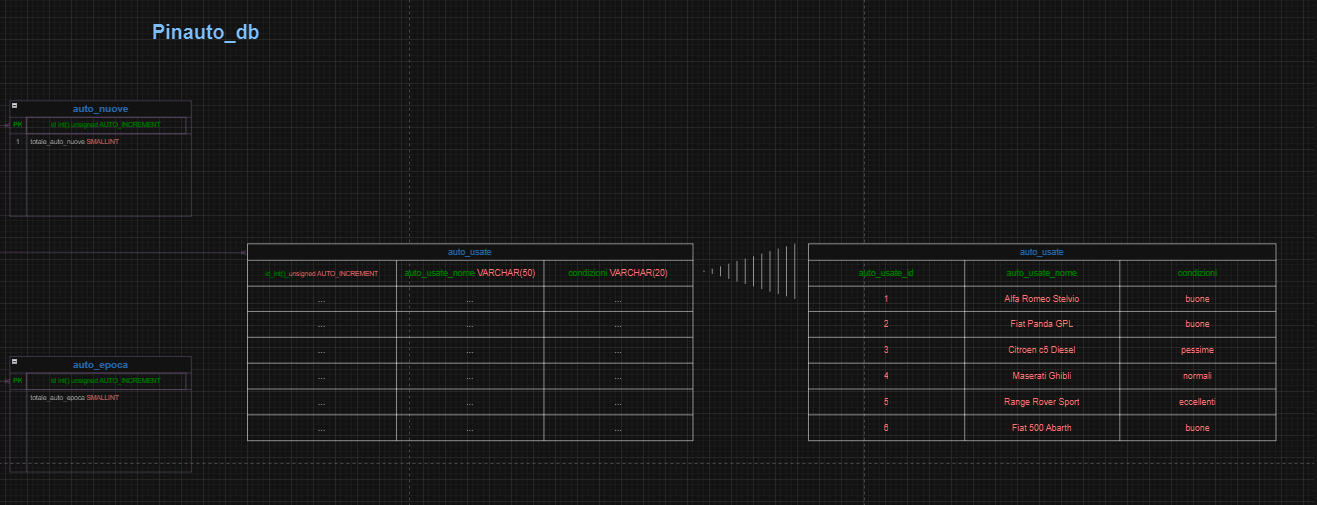 Pinauto_db
auto_nuove
PK id int() unsigned AUTO_INCREMENT
1 totale_auto_nuove SMALLINT
auto_usate
id_int()_unsigned AUTO_INCREMENT auto_usate_nome VARCHAR(50) condizioni VARCHAR(20)
... ... ...
... ... ...
... ... ...
... ... ...
... ... ...
... ... ...
auto_usate
auto_usate_id auto_usate_nome condizioni
1 Alfa Romeo Stelvio buone
2 Fiat Panda GPL buone
3 Citroen c5 Diesel pessime
4 Maserati Ghibli normali
5 Range Rover Sport eccellenti
6 Fiat 500 Abarth buone
auto_epoca
PK id int() unsigned AUTO_INCREMENT
totale_auto_epoca SMALLINT